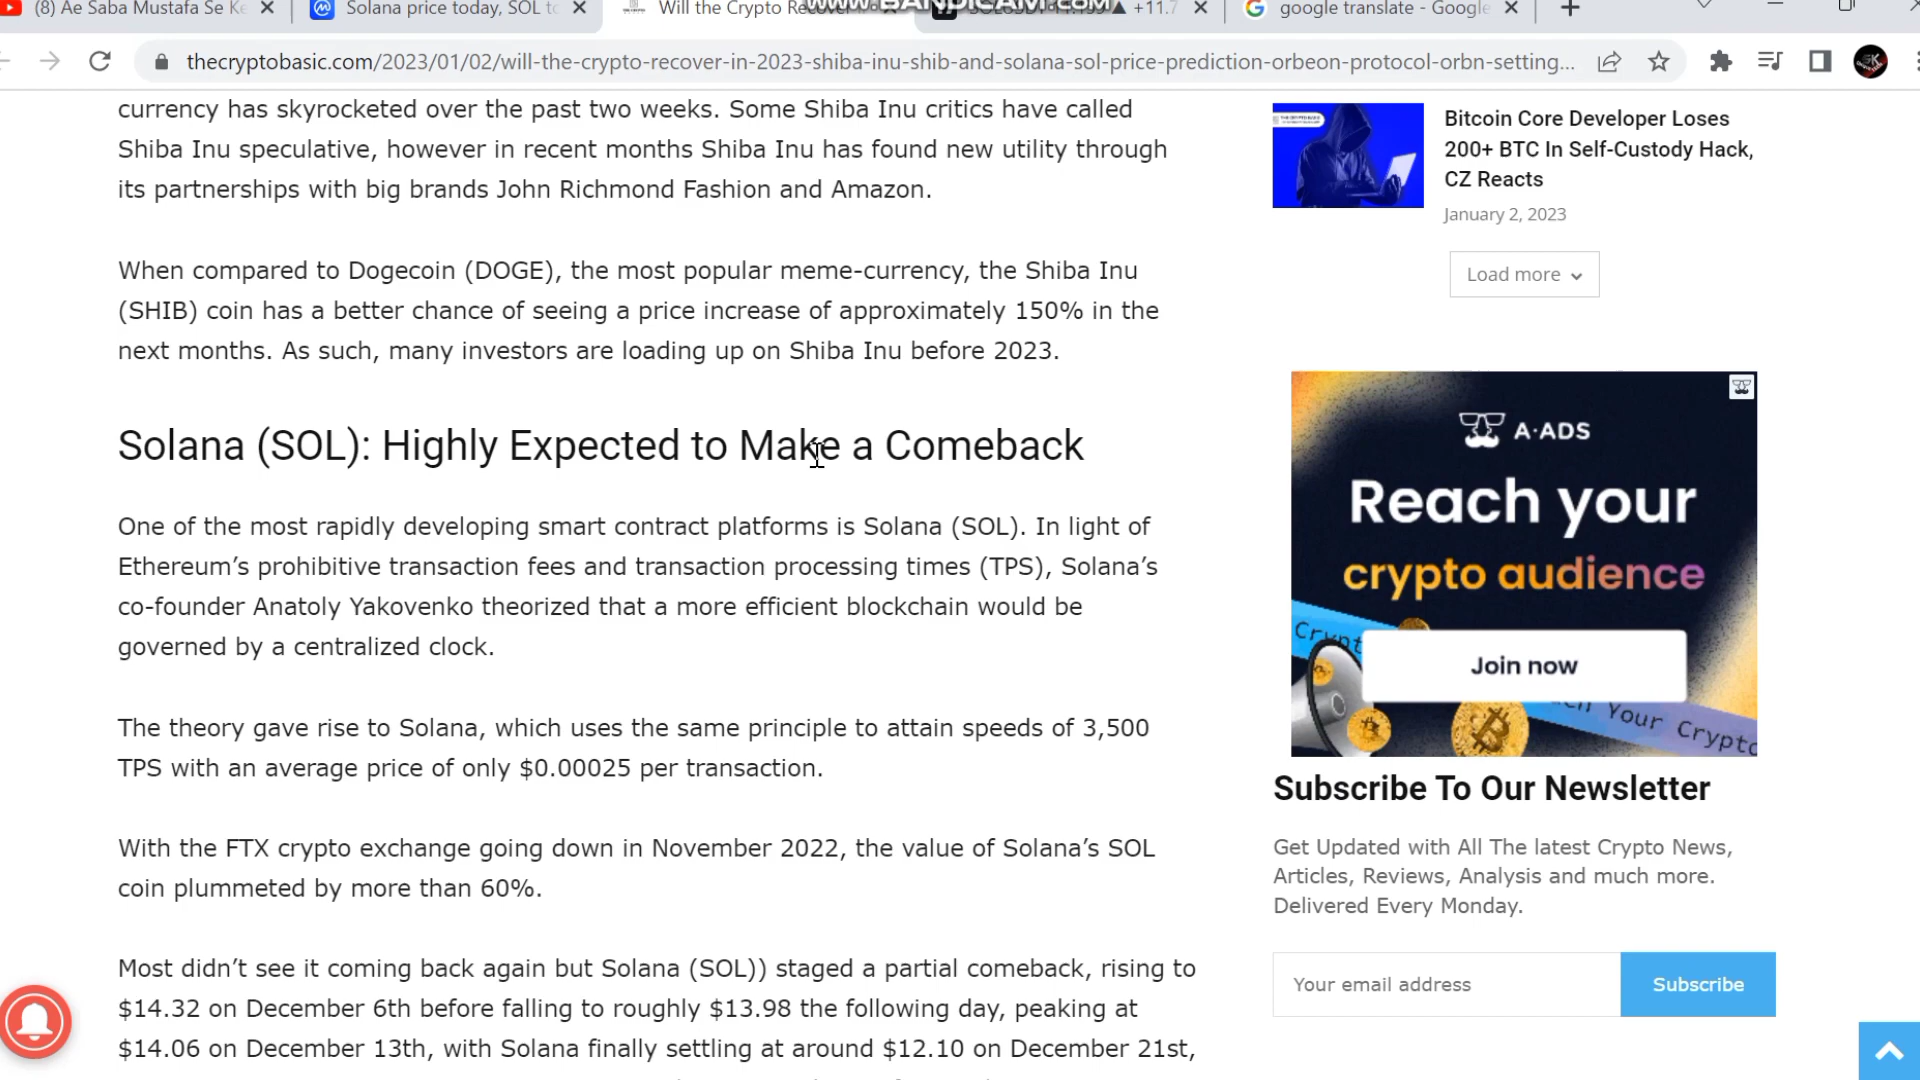 (8) Ae Saba Mustafa Se Ke
Solana price today, SOL to
Will the Crypto Recover
www.BANDICAM.com
+11.7
google translate - Google
thecryptobasic.com/2023/01/02/will-the-crypto-recover-in-2023-shiba-inu-shib-and-solana-sol-price-prediction-orbeon-protocol-orbn-setting...
currency has skyrocketed over the past two weeks. Some Shiba Inu critics have called
Shiba Inu speculative, however in recent months Shiba Inu has found new utility through
its partnerships with big brands John Richmond Fashion and Amazon.
When compared to Dogecoin (DOGE), the most popular meme-currency, the Shiba Inu
(SHIB) coin has a better chance of seeing a price increase of approximately 150% in the
next months. As such, many investors are loading up on Shiba Inu before 2023.
Solana (SOL): Highly Expected to Make a Comeback
One of the most rapidly developing smart contract platforms is Solana (SOL). In light of
Ethereum’s prohibitive transaction fees and transaction processing times (TPS), Solana’s
co-founder Anatoly Yakovenko theorized that a more efficient blockchain would be
governed by a centralized clock.
The theory gave rise to Solana, which uses the same principle to attain speeds of 3,500
TPS with an average price of only $0.00025 per transaction.
With the FTX crypto exchange going down in November 2022, the value of Solana’s SOL
coin plummeted by more than 60%.
Most didn’t see it coming back again but Solana (SOL)) staged a partial comeback, rising to
$14.32 on December 6th before falling to roughly $13.98 the following day, peaking at
$14.06 on December 13th, with Solana finally settling at around $12.10 on December 21st,
Bitcoin Core Developer Loses
200+ BTC In Self-Custody Hack,
CZ Reacts
January 2, 2023
Load more
A-ADS
Reach your
crypto audience
Join now
Your Crypto
Subscribe To Our Newsletter
Get Updated with All The latest Crypto News,
Articles, Reviews, Analysis and much more.
Delivered Every Monday.
Your email address
Subscribe